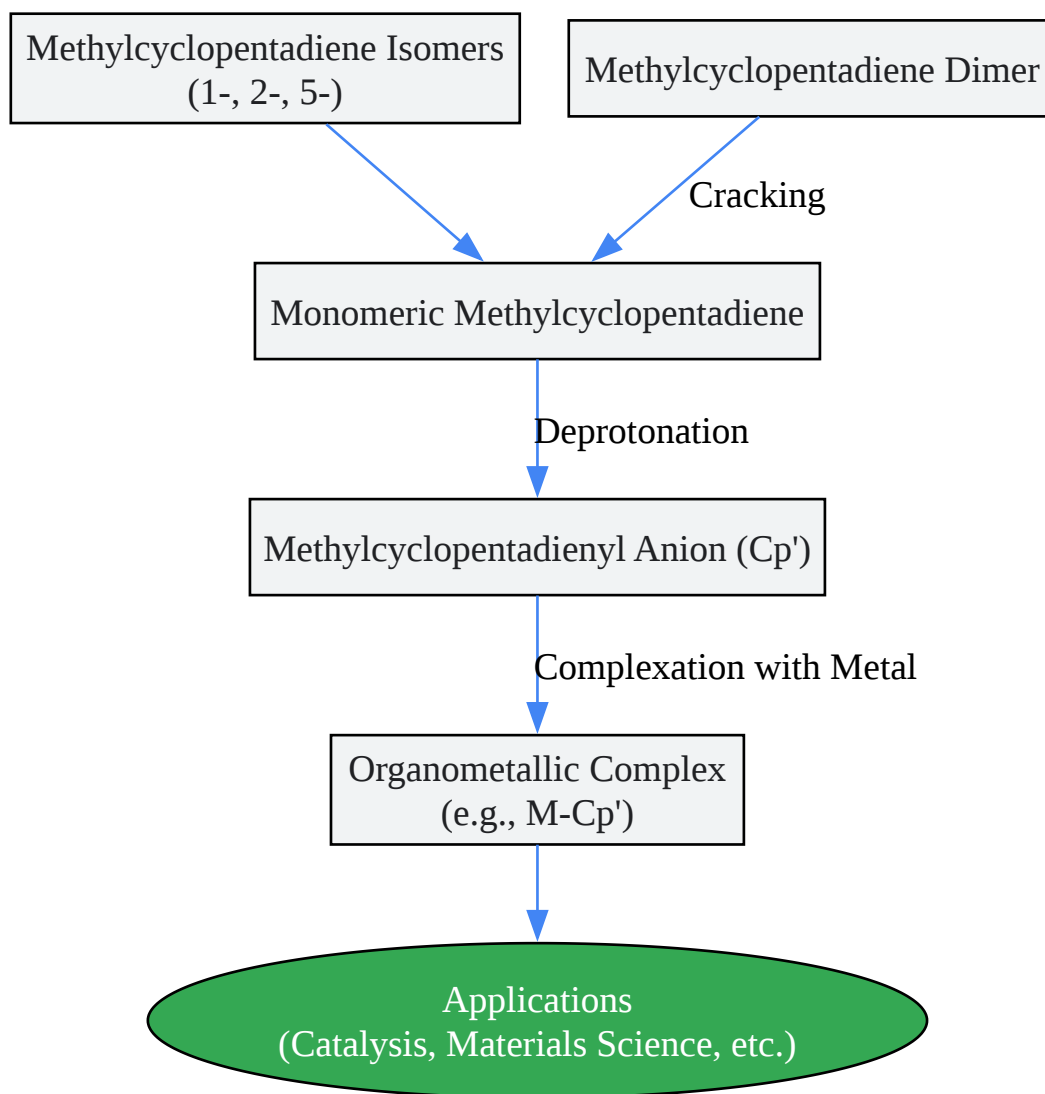 Methylcyclopentadiene Isomers
(1-, 2-, 5-)
Methylcyclopentadiene Dimer
Cracking
Monomeric Methylcyclopentadiene
Deprotonation
Methylcyclopentadienyl Anion (Cp')
Complexation with Metal
Organometallic Complex
(e.g., M-Cp')
Applications
(Catalysis, Materials Science, etc.)